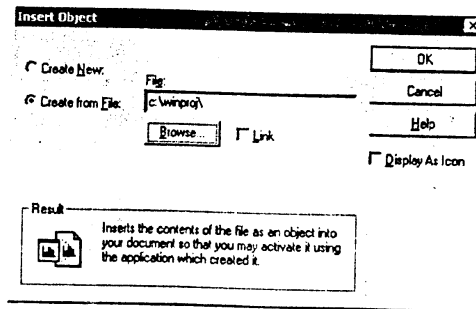 Insert Object
OK
Create New:
File:
Cancel
Create from File:
c:\winproj\
Browse...
Link
Help
Display As Icon
Result
Inserts the contents of the file as an object into
your document so that you may activate it using
the application which created it.